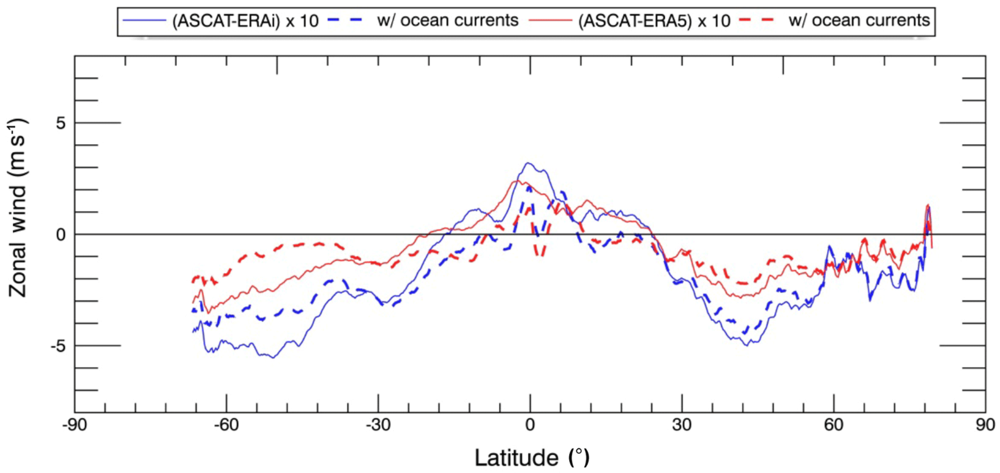 (ASCAT-ERAi) x 10 w/ ocean currents (ASCAT-ERA5) x 10 w/ ocean currents
Zonal wind (m s⁻¹)
5
0
-5
-90 -60 -30 0 30 60 90
Latitude (°)